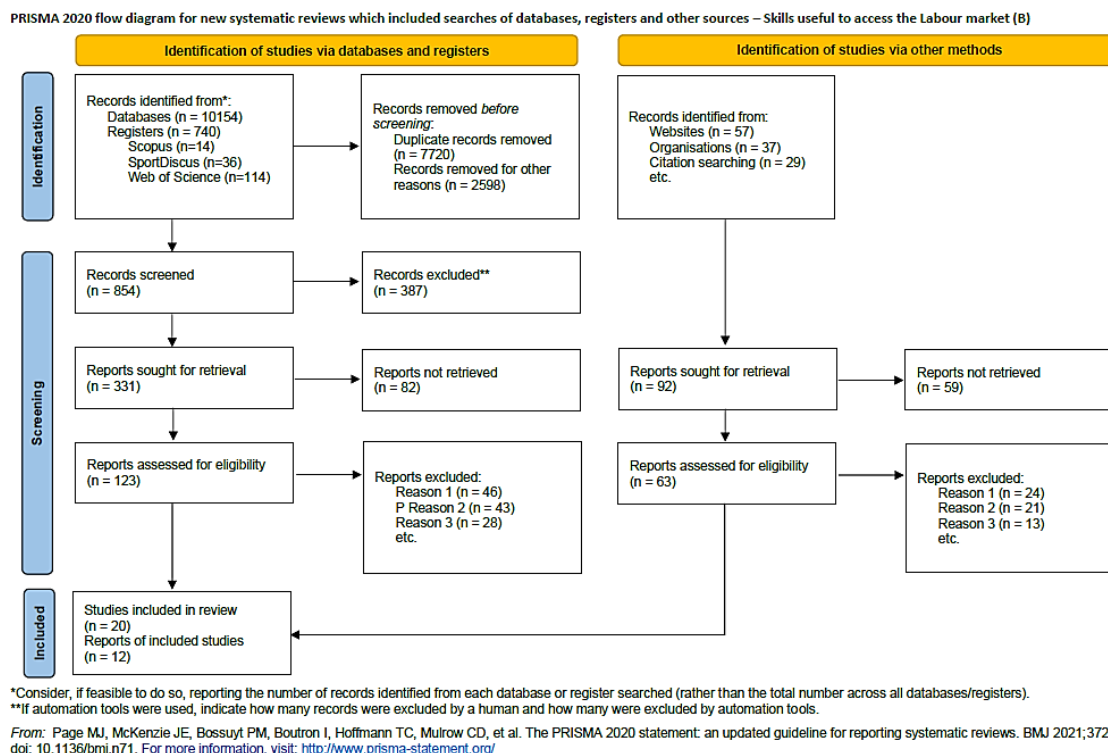 PRISMA 2020 flow diagram for new systematic reviews which included searches of databases, registers and other sources – Skills useful to access the Labour market (B)
Identification of studies via databases and registers
Identification of studies via other methods
Identification
Records identified from*:
Databases (n = 10154)
Registers (n = 740)
Scopus (n=14)
SportDiscus (n=36)
Web of Science (n=114)
Records removed before
screening:
Duplicate records removed
(n = 7720)
Records removed for other
reasons (n = 2598)
Records identified from:
Websites (n = 57)
Organisations (n = 37)
Citation searching (n = 29)
etc.
Screening
Records screened
(n = 854)
Records excluded**
(n = 387)
Reports sought for retrieval
(n = 331)
Reports not retrieved
(n = 82)
Reports sought for retrieval
(n = 92)
Reports not retrieved
(n = 59)
Reports assessed for eligibility
(n = 123)
Reports excluded:
Reason 1 (n = 46)
P Reason 2 (n = 43)
Reason 3 (n = 28)
etc.
Reports assessed for eligibility
(n = 63)
Reports excluded:
Reason 1 (n = 24)
Reason 2 (n = 21)
Reason 3 (n = 13)
etc.
Included
Studies included in review
(n = 20)
Reports of included studies
(n = 12)
*Consider, if feasible to do so, reporting the number of records identified from each database or register searched (rather than the total number across all databases/registers).
**If automation tools were used, indicate how many records were excluded by a human and how many were excluded by automation tools.
From: Page MJ, McKenzie JE, Bossuyt PM, Boutron I, Hoffmann TC, Mulrow CD, et al. The PRISMA 2020 statement: an updated guideline for reporting systematic reviews. BMJ 2021;372
doi: 10.1136/bmj.n71. For more information, visit: http://www.prisma-statement.org/